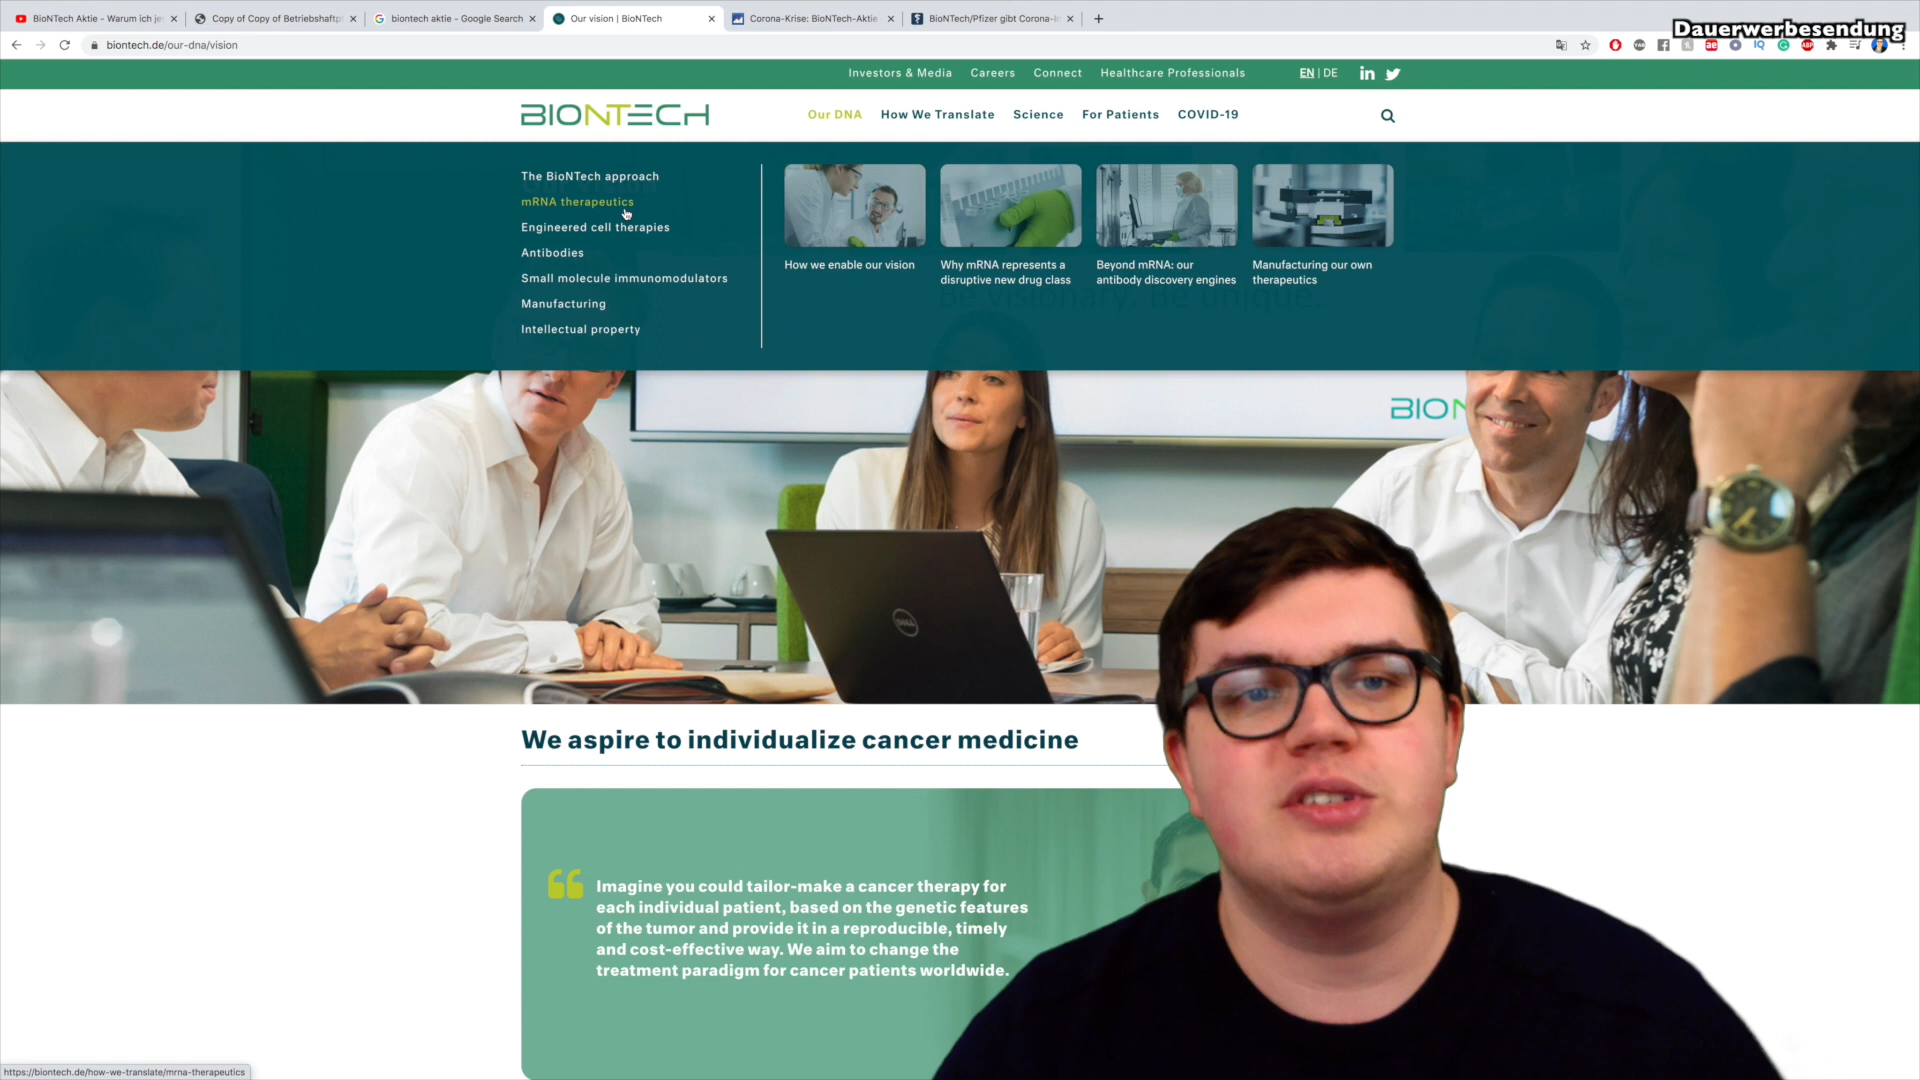 BioNTech Aktie - Warum ich je
Copy of Copy of Betriebshaftp
biontech aktie - Google Search
Our vision | BioNTech
Corona-Krise: BioNTech-Aktie
BioNTech/Pfizer gibt Corona-I
Dauerwerbesendung
biontech.de/our-dna/vision
Investors & Media
Careers
Connect
Healthcare Professionals
EN | DE
BIONTECH
Our DNA
How We Translate
Science
For Patients
COVID-19
The BioNTech approach
mRNA therapeutics
Engineered cell therapies
Antibodies
Small molecule immunomodulators
Manufacturing
Intellectual property
How we enable our vision
Why mRNA represents a
disruptive new drug class
Beyond mRNA: our
antibody discovery engines
Manufacturing our own
therapeutics
Be visionary. Be unique.
BION
DELL
We aspire to individualize cancer medicine
Imagine you could tailor-make a cancer therapy for
each individual patient, based on the genetic features
of the tumor and provide it in a reproducible, timely
and cost-effective way. We aim to change the
treatment paradigm for cancer patients worldwide.
https://biontech.de/how-we-translate/mrna-therapeutics